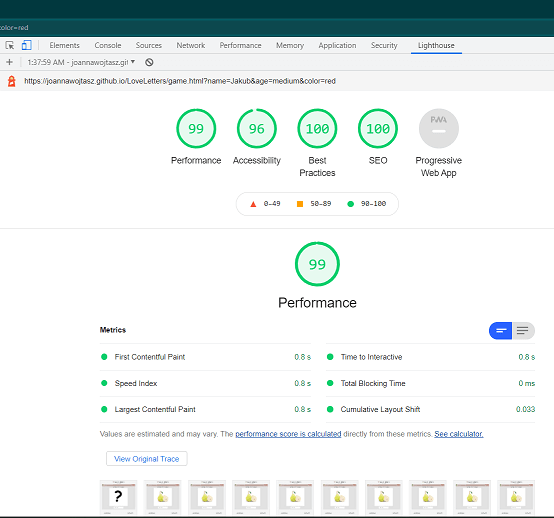 color=red
Elements Console Sources Network Performance Memory Application Security Lighthouse
+ 1:37:59 AM - joannawojtasz.git
https://joannawojtasz.github.io/LoveLetters/game.html?name=Jakub&age=medium&color=red
99 96 100 100 PWA
Performance Accessibility Best Practices SEO Progressive Web App
0-49 50-89 90-100
99
Performance
Metrics
First Contentful Paint 0.8 s Time to Interactive 0.8 s
Speed Index 0.8 s Total Blocking Time 0 ms
Largest Contentful Paint 0.8 s Cumulative Layout Shift 0.033
Values are estimated and may vary. The performance score is calculated directly from these metrics. See calculator.
View Original Trace
?